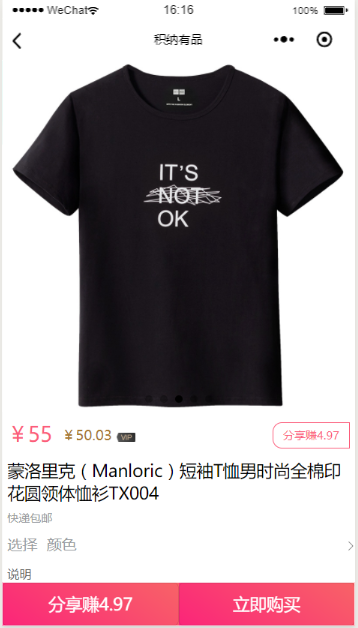 WeChat 16:16 100%
积纳有品
L
IT'S
NOT
OK
¥55 ¥50.03 VIP 分享赚4.97
蒙洛里克（Manloric）短袖T恤男时尚全棉印
花圆领体恤衫TX004
快递包邮
选择 颜色
说明
分享赚4.97 立即购买